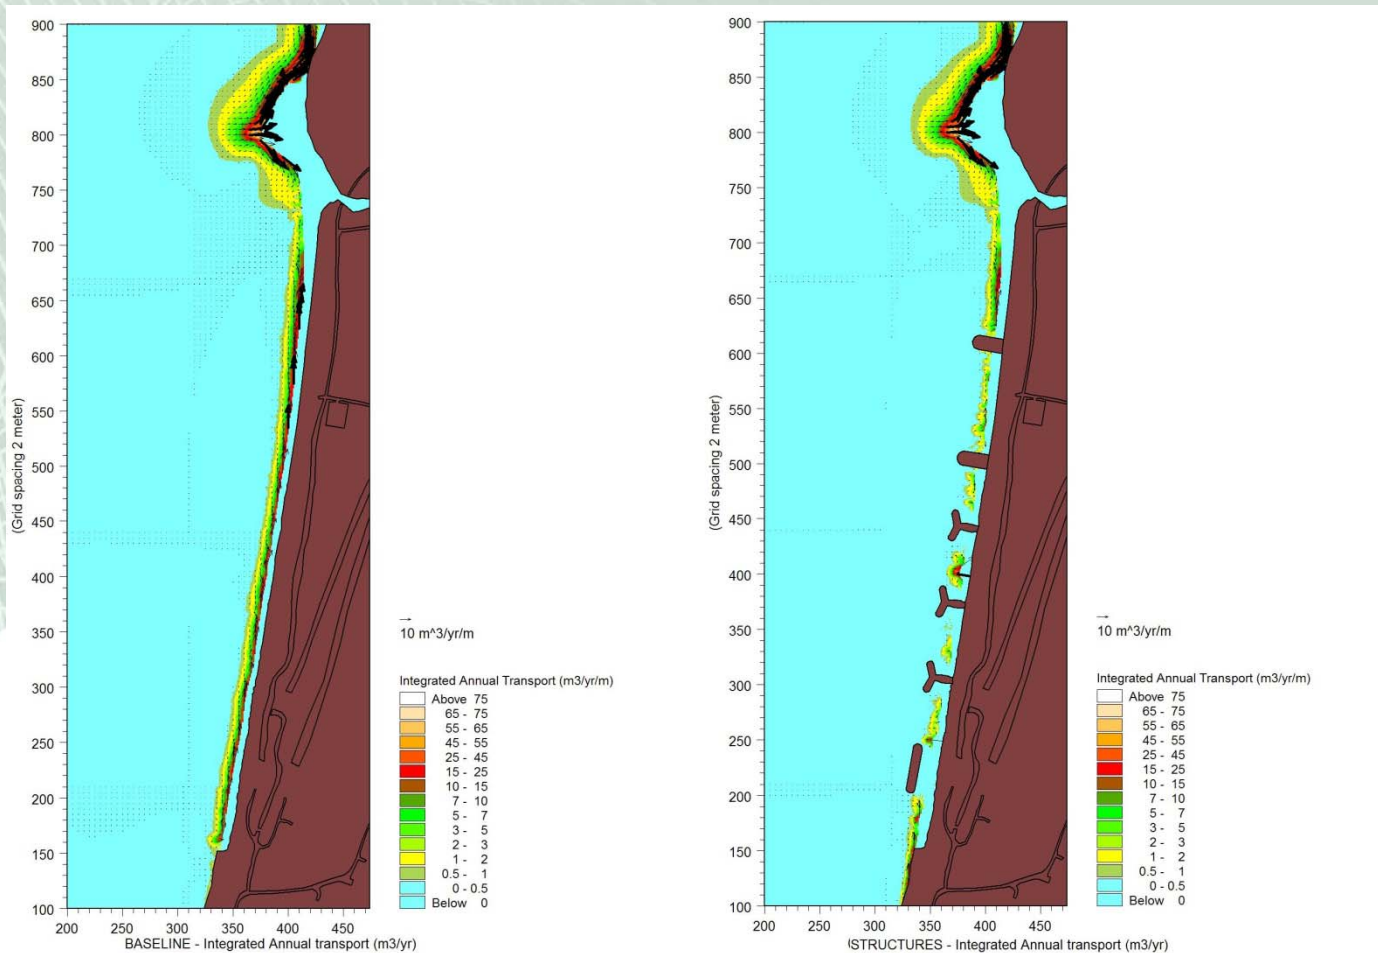 900
850
800
750
700
650
600
550
500
450
400
350
300
250
200
150
100
(Grid spacing 2 meter)
200 250 300 350 400 450
BASELINE - Integrated Annual transport (m3/yr)
10 m^3/yr/m
Integrated Annual Transport (m3/yr/m)
Above 75
65 - 75
55 - 65
45 - 55
25 - 45
15 - 25
10 - 15
7 - 10
5 - 7
3 - 5
2 - 3
1 - 2
0.5 - 1
0 - 0.5
Below 0
900
850
800
750
700
650
600
550
500
450
400
350
300
250
200
150
100
(Grid spacing 2 meter)
200 250 300 350 400 450
STRUCTURES - Integrated Annual transport (m3/yr)
10 m^3/yr/m
Integrated Annual Transport (m3/yr/m)
Above 75
65 - 75
55 - 65
45 - 55
25 - 45
15 - 25
10 - 15
7 - 10
5 - 7
3 - 5
2 - 3
1 - 2
0.5 - 1
0 - 0.5
Below 0